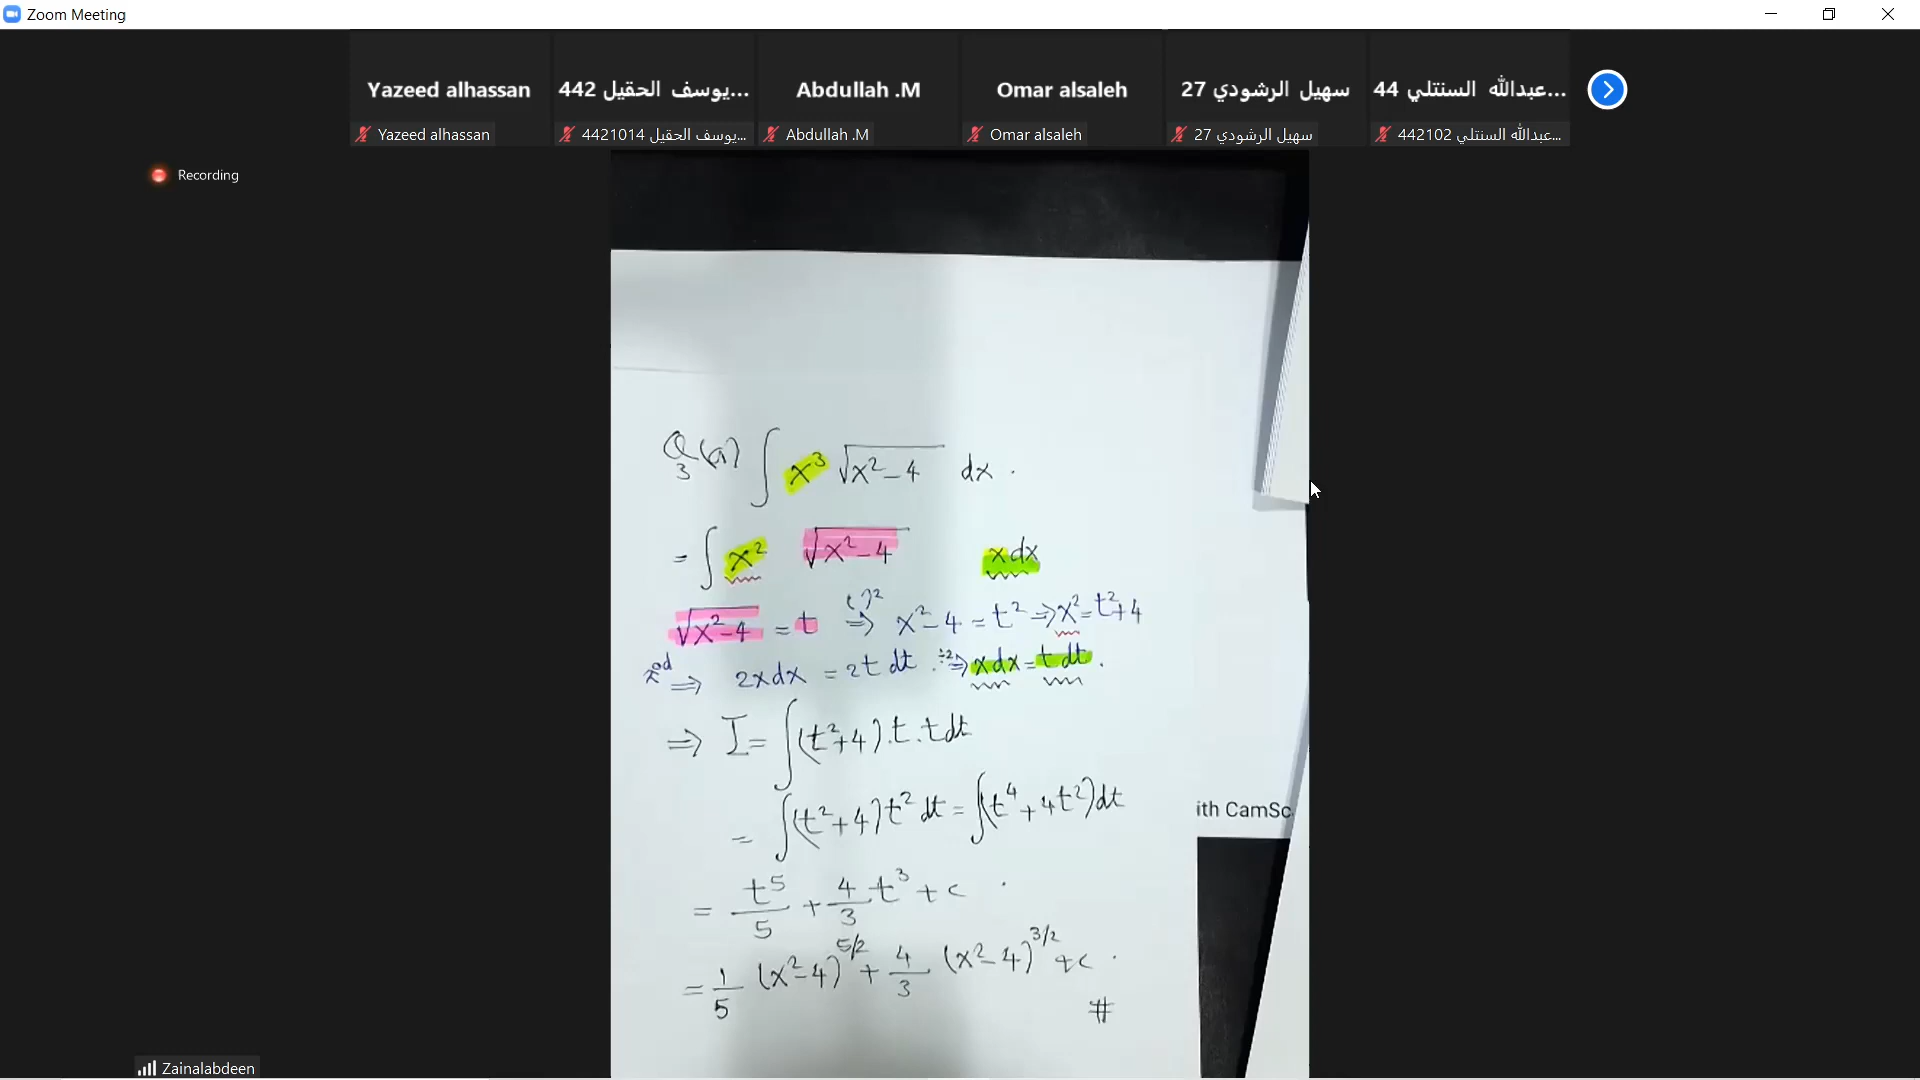 Zoom Meeting
Yazeed alhassan
يوسف الحقيل 442...
Abdullah .M
Omar alsaleh
سهيل الرشودي 27
عبدالله السنتلي 44...
Yazeed alhassan
يوسف الحقيل 4421014...
Abdullah .M
Omar alsaleh
سهيل الرشودي 27
عبدالله السنتلي 442102...
Recording
Q3(a) ∫ x³ √(x²-4) dx .
= ∫ x² √(x²-4) x dx
√(x²-4) = t ⇒ ( )² x²-4 = t² ⇒ x² = t²+4
⇒ 2x dx = 2t dt . ÷2 ⇒ x dx = t dt .
⇒ I = ∫ (t²+4) . t . t dt
= ∫ (t²+4) t² dt = ∫ (t⁴ + 4t²) dt
ith CamSc
= t⁵/5 + 4/3 t³ + c .
= 1/5 (x²-4)^5/2 + 4/3 (x²-4)^3/2 + c .
#
Zainalabdeen